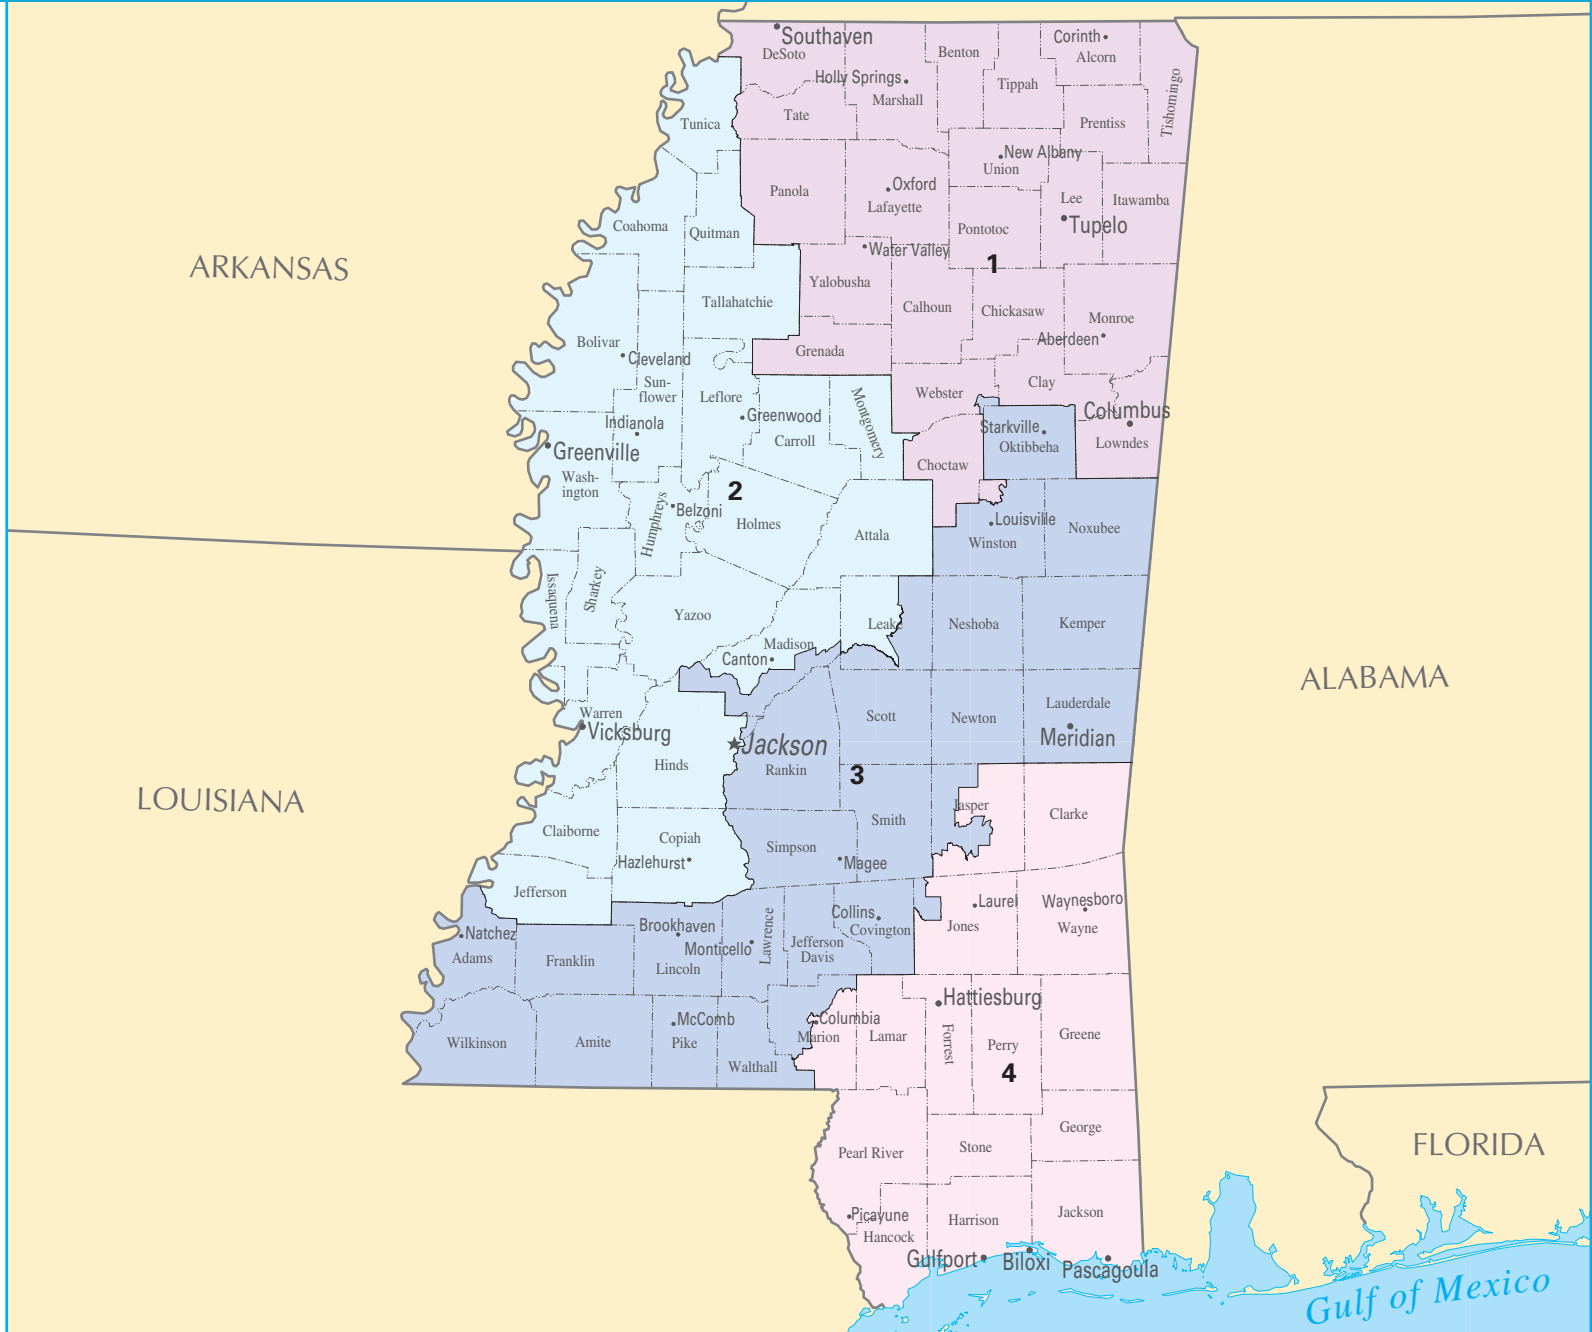 Southaven
DeSoto
Benton
Corinth
Alcorn
Holly Springs
Marshall
Tippah
Tishomingo
Tunica
Tate
Prentiss
New Albany
Union
Panola
Oxford
Lafayette
Lee
Itawamba
Coahoma
Quitman
Pontotoc
Tupelo
Water Valley
1
ARKANSAS
Yalobusha
Tallahatchie
Calhoun
Chickasaw
Monroe
Aberdeen
Bolivar
Cleveland
Grenada
Sun-
flower
Leflore
Webster
Clay
Montgomery
Greenwood
Columbus
Indianola
Carroll
Starkville
Oktibbeha
Lowndes
Greenville
Choctaw
Wash-
ington
2
Humphreys
Belzoni
Holmes
Attala
Louisville
Winston
Noxubee
Issaquena
Sharkey
Yazoo
Leake
Neshoba
Kemper
Madison
Canton
ALABAMA
Warren
Vicksburg
Scott
Newton
Lauderdale
Meridian
Jackson
Hinds
Rankin
3
LOUISIANA
Jasper
Clarke
Smith
Claiborne
Copiah
Simpson
Hazlehurst
Magee
Jefferson
Laurel
Waynesboro
Natchez
Adams
Brookhaven
Monticello
Lawrence
Collins
Covington
Jones
Wayne
Franklin
Lincoln
Jefferson
Davis
Hattiesburg
McComb
Columbia
Wilkinson
Amite
Pike
Marion
Lamar
Forrest
Perry
Greene
Walthall
4
George
FLORIDA
Pearl River
Stone
Picayune
Hancock
Harrison
Jackson
Gulfport
Biloxi
Pascagoula
Gulf of Mexico